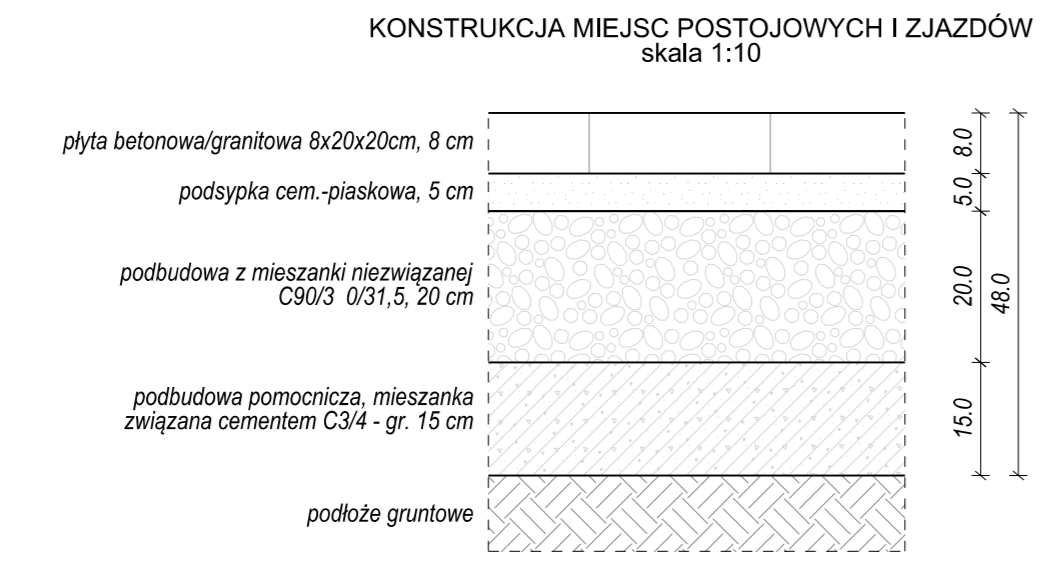 KONSTRUKCJA MIEJSC POSTOJOWYCH I ZJAZDÓW
skala 1:10
płyta betonowa/granitowa 8x20x20cm, 8 cm
8.0
podsypka cem.-piaskowa, 5 cm
5.0
podbudowa z mieszanki niezwiązanej
C90/3 0/31,5, 20 cm
20.0
48.0
podbudowa pomocnicza, mieszanka
związana cementem C3/4 - gr. 15 cm
15.0
podłoże gruntowe